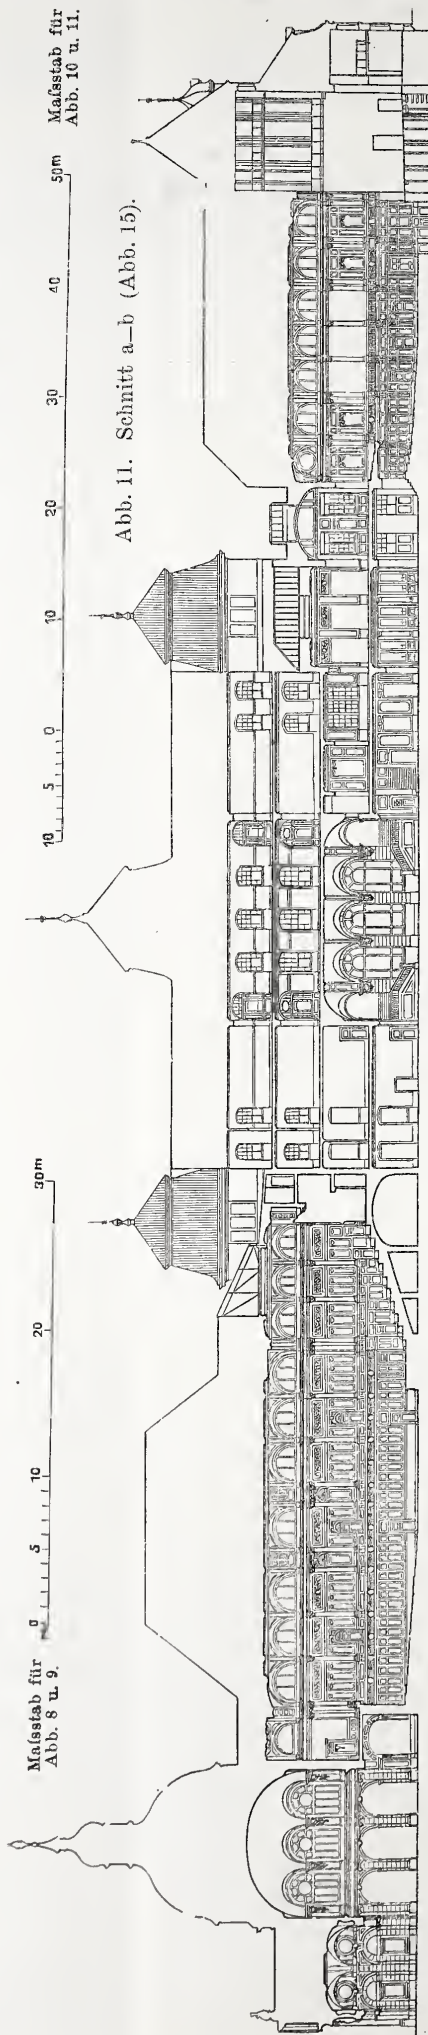 Maſsstab für
Abb. 8 u. 9.
0 5 10 20 30m
10 5 0 10 20 30 40 50m
Maſsstab für
Abb. 10 u. 11.
Abb. 11. Schnitt a—b (Abb. 15).